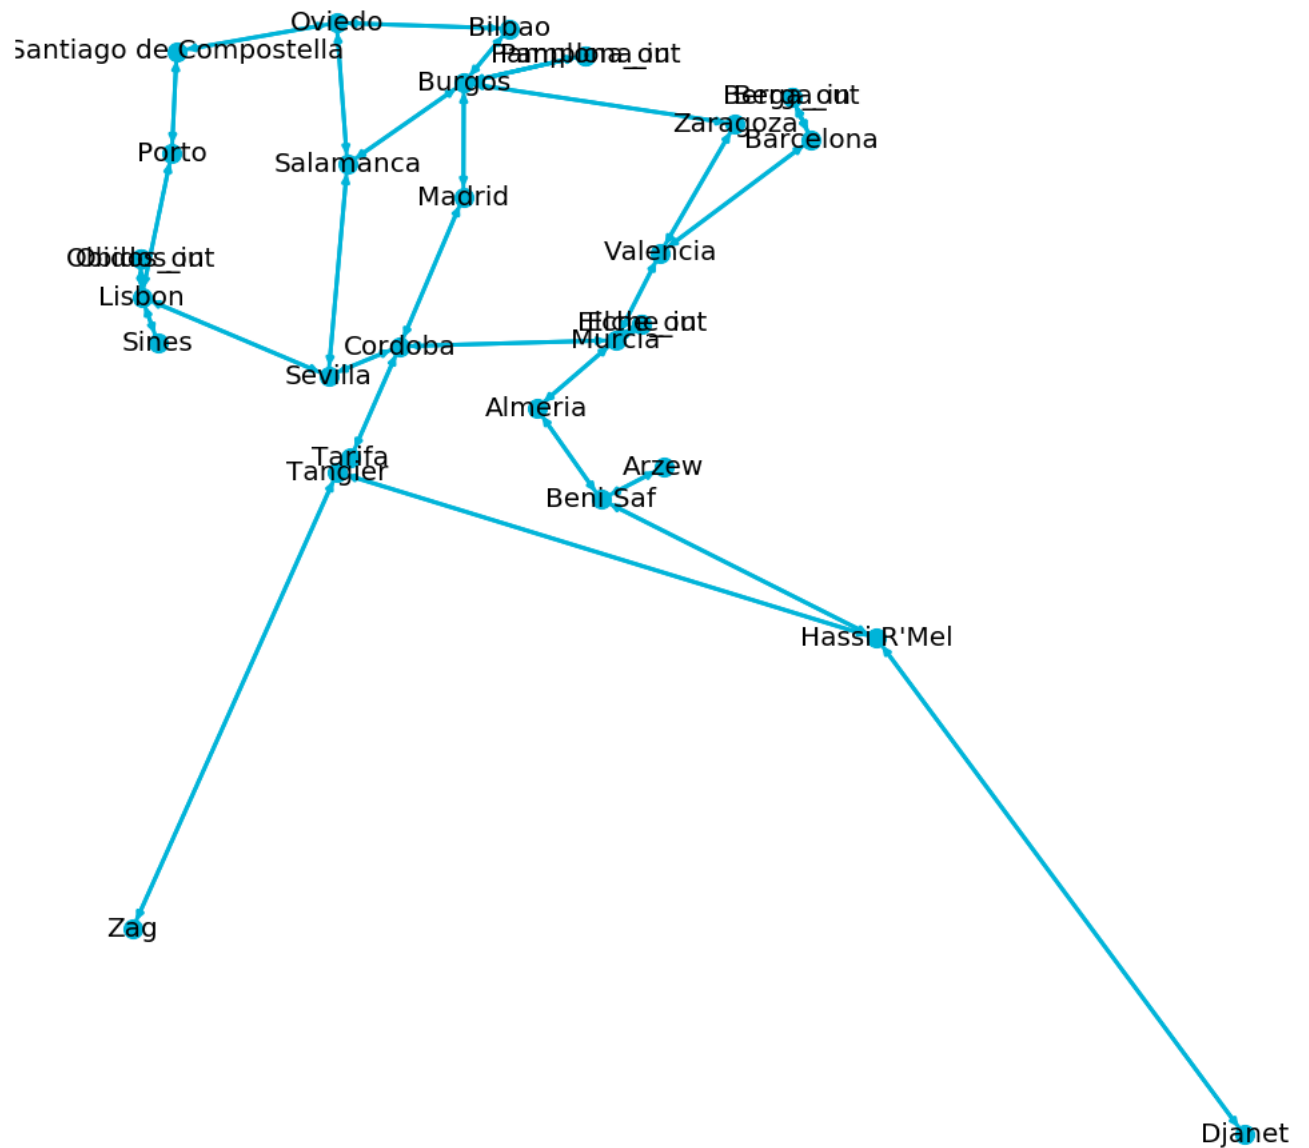 Oviedo
Bilbao
Santiago de Compostella
Burgos
Zaragoza
Barcelona
Porto
Salamanca
Madrid
Valencia
Lisbon
Sines
Cordoba
Murcia
Sevilla
Almeria
Tarifa
Tangier
Arzew
Beni Saf
Hassi R'Mel
Zag
Djanet